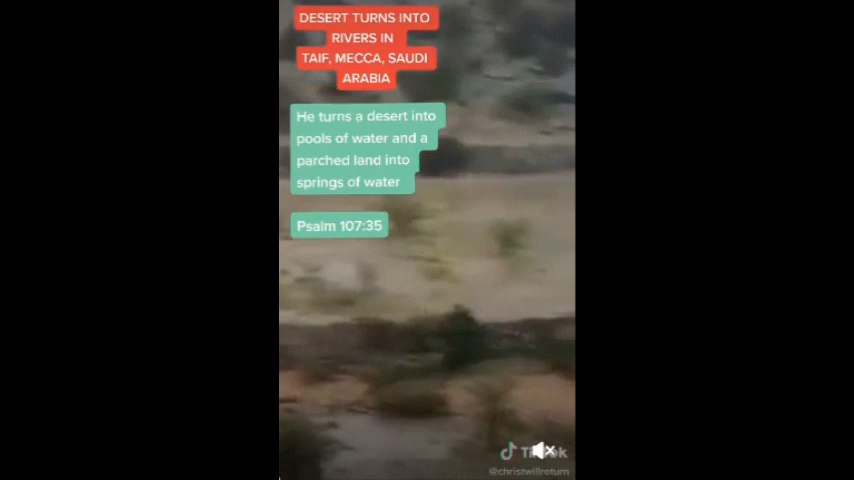 DESERT TURNS INTO
RIVERS IN
TAIF, MECCA, SAUDI
ARABIA
He turns a desert into
pools of water and a
parched land into
springs of water
Psalm 107:35
TikTok
@christwillreturn